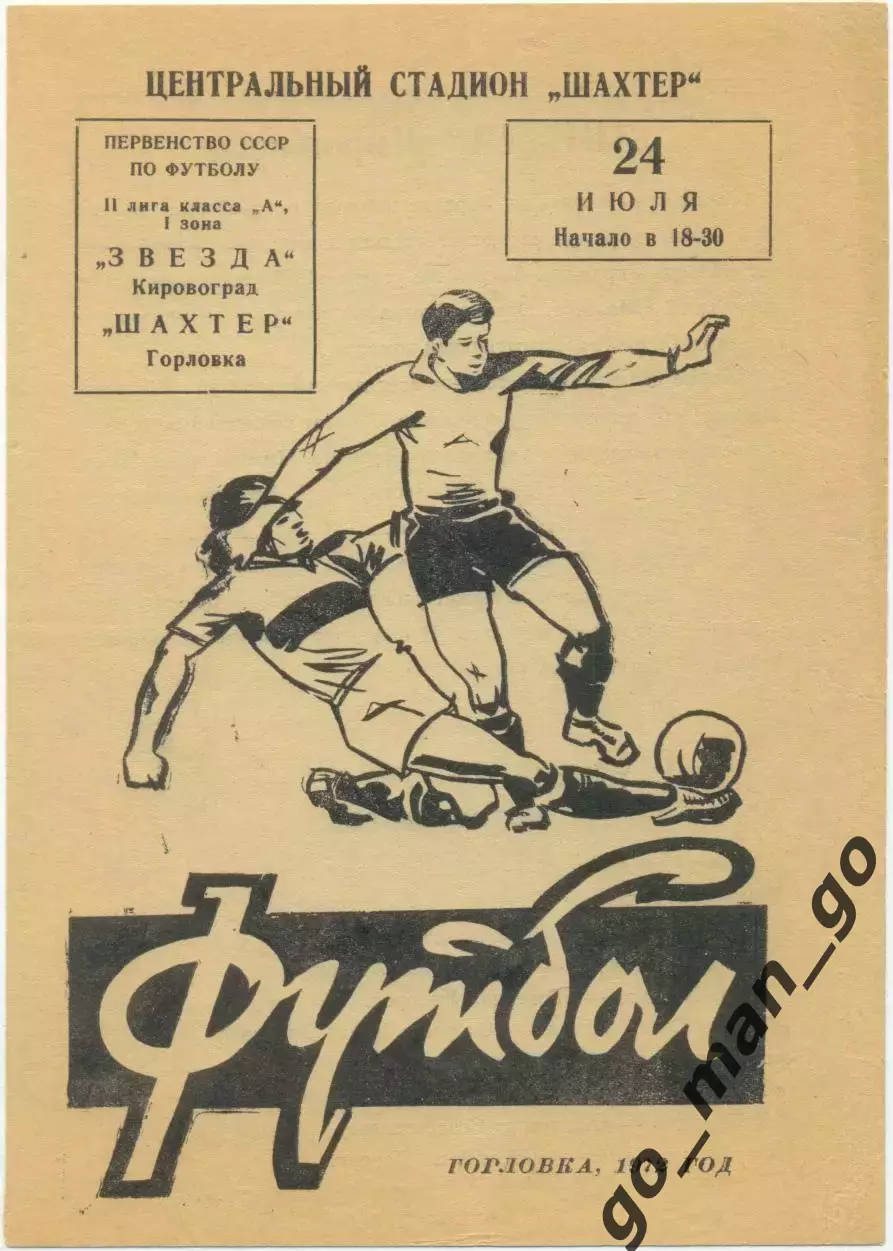 ЦЕНТРАЛЬНЫЙ СТАДИОН „ШАХТЕР“
ПЕРВЕНСТВО СССР
ПО ФУТБОЛУ
II лига класса „А“,
I зона
„ЗВЕЗДА“
Кировоград
„ШАХТЕР“
Горловка
24
ИЮЛЯ
Начало в 18-30
Футбол
ГОРЛОВКА, 1972 ГОД
go_man_go